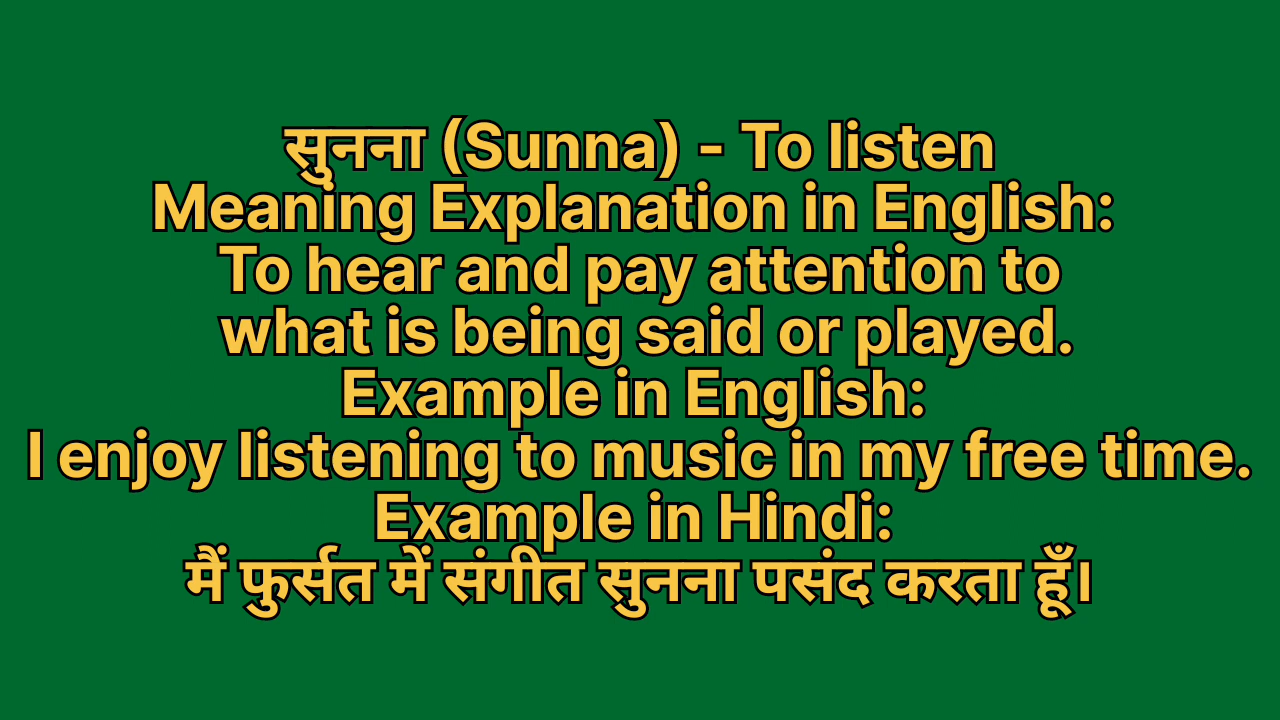 सुनना (Sunna) - To listen
Meaning Explanation in English:
To hear and pay attention to
what is being said or played.
Example in English:
I enjoy listening to music in my free time.
Example in Hindi:
मैं फुर्सत में संगीत सुनना पसंद करता हूँ।